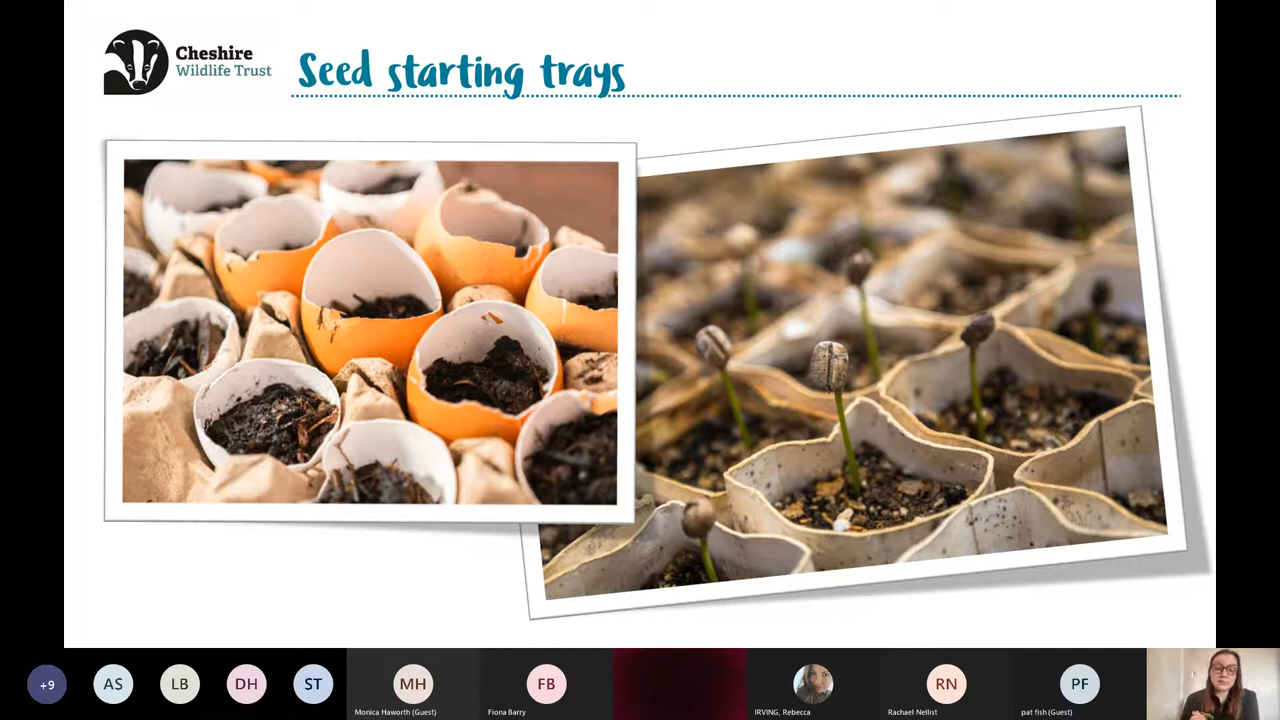 Cheshire
Wildlife Trust
Seed starting trays
+9
AS
LB
DH
ST
MH
FB
RN
PF
Monica Haworth (Guest)
Fiona Barry
IRVING, Rebecca
Rachael Nellist
pat fish (Guest)